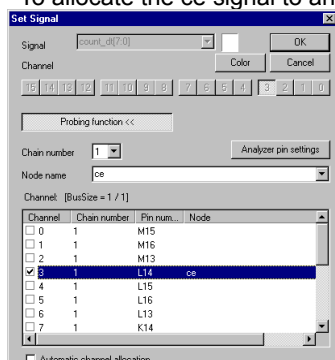 To allocate the ce signal to an
Set Signal
Signal count_dt[7:0] OK
Channel Color Cancel
15 14 13 12 11 10 9 8 7 6 5 4 3 2 1 0
Probing function <<
Chain number 1 Analyzer pin settings
Node name ce
Channel: [BusSize = 1 / 1]
Channel Chain number Pin num... Node
0 1 M15
1 1 M16
2 1 M13
3 1 L14 ce
4 1 L15
5 1 L16
6 1 L13
7 1 K14
Automatic channel allocation